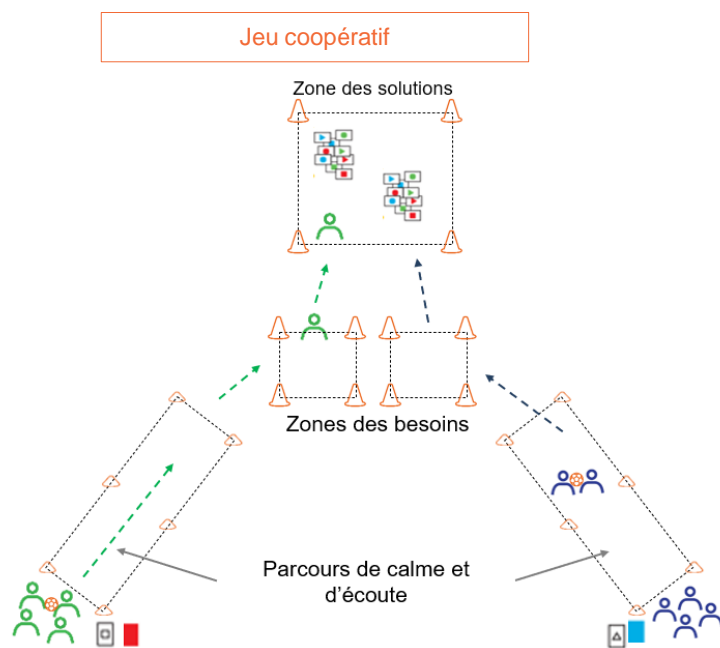 Jeu coopératif
Zone des solutions
Zones des besoins
Parcours de calme et
d'écoute